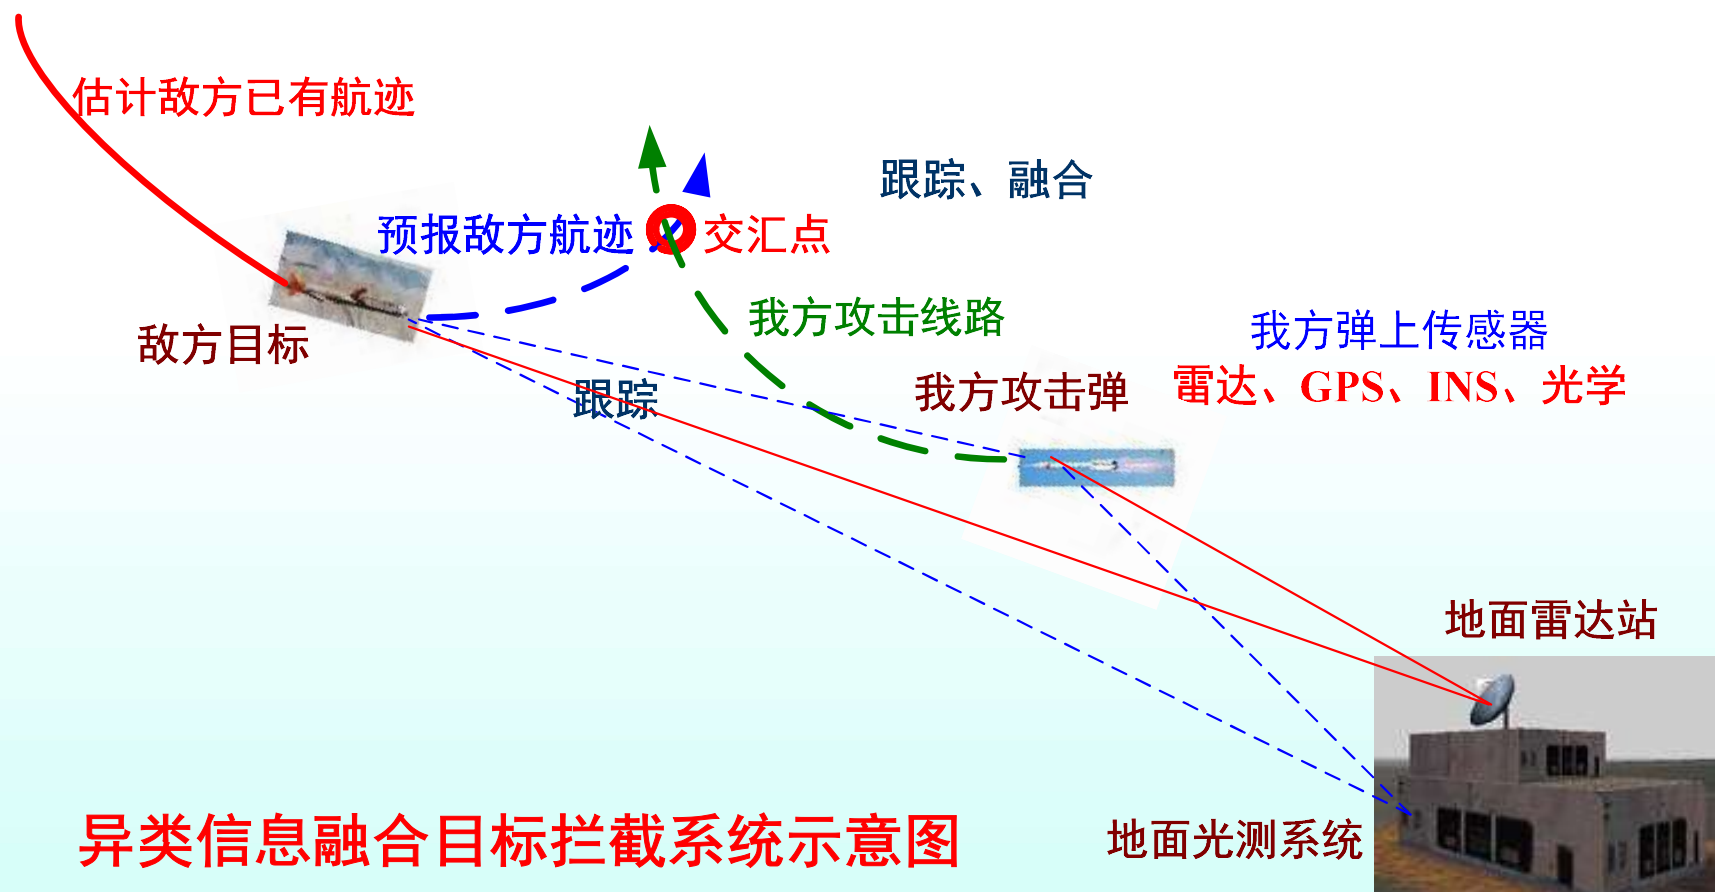 估计敌方已有航迹
跟踪、融合
预报敌方航迹
交汇点
我方攻击线路
我方弹上传感器
敌方目标
雷达、GPS、INS、光学
我方攻击弹
跟踪
地面雷达站
地面光测系统
异类信息融合目标拦截系统示意图